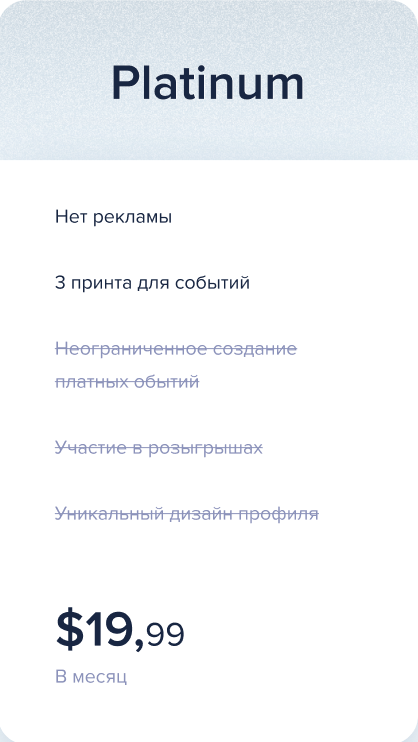 Platinum
Нет рекламы
3 принта для событий
Неограниченное создание
платных обытий
Участие в розыгрышах
Уникальный дизайн профиля
$19,99
В месяц